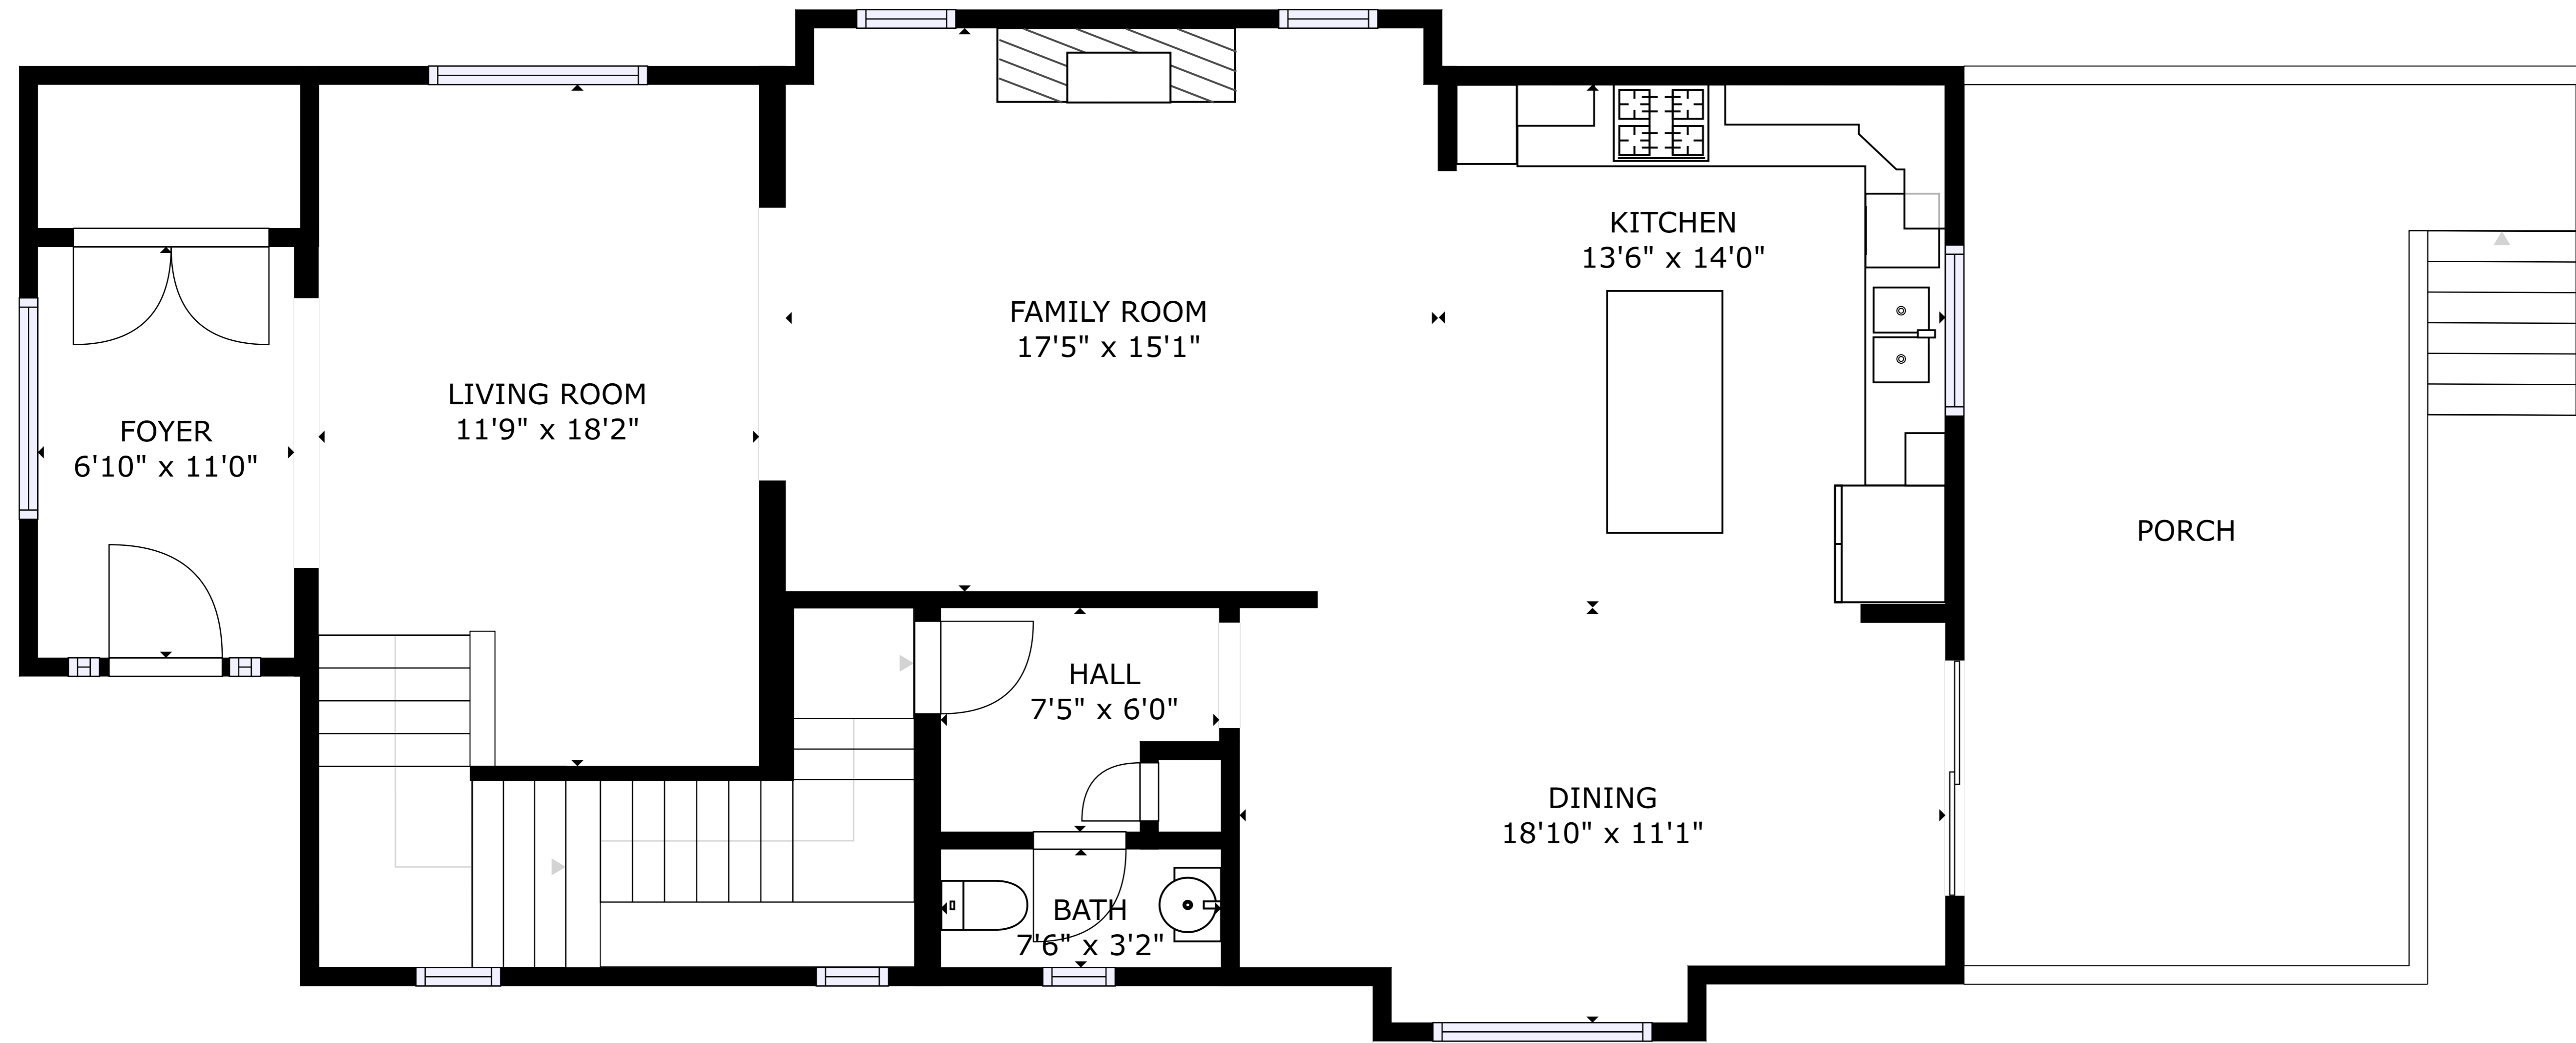 FOYER
6'10" x 11'0"
LIVING ROOM
11'9" x 18'2"
FAMILY ROOM
17'5" x 15'1"
KITCHEN
13'6" x 14'0"
PORCH
HALL
7'5" x 6'0"
DINING
18'10" x 11'1"
BATH
7'6" x 3'2"